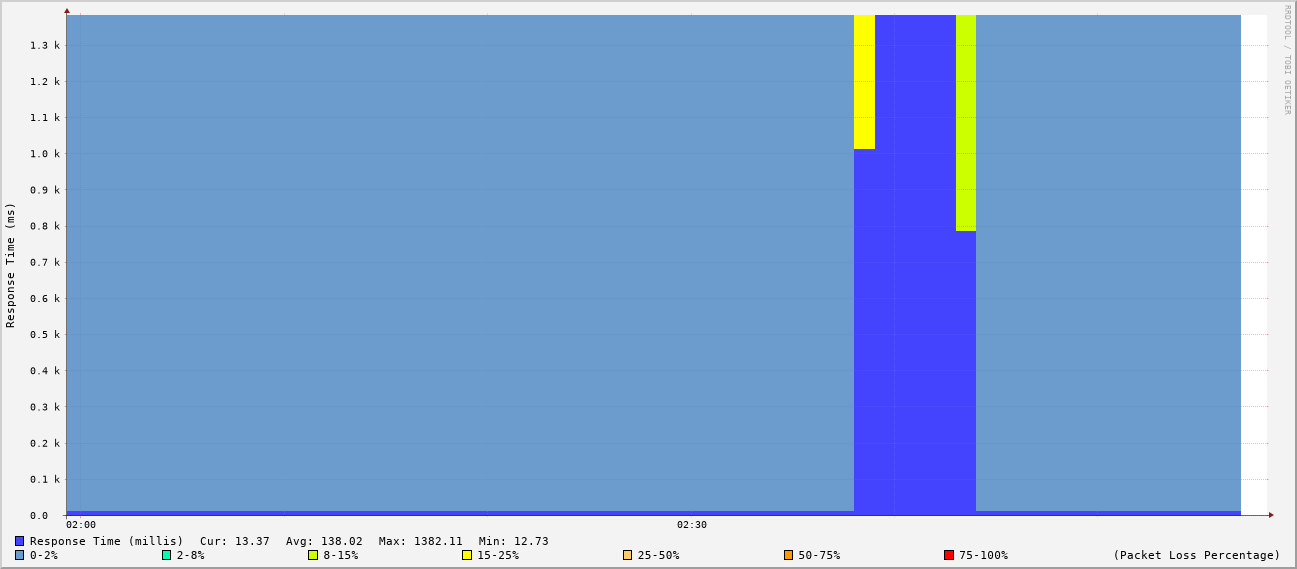 RRDTOOL / TOBI OETIKER
Response Time (ms)
1.3 k
1.2 k
1.1 k
1.0 k
0.9 k
0.8 k
0.7 k
0.6 k
0.5 k
0.4 k
0.3 k
0.2 k
0.1 k
0.0
02:00 02:30
Response Time (millis) Cur: 13.37 Avg: 138.02 Max: 1382.11 Min: 12.73
0-2% 2-8% 8-15% 15-25% 25-50% 50-75% 75-100% (Packet Loss Percentage)